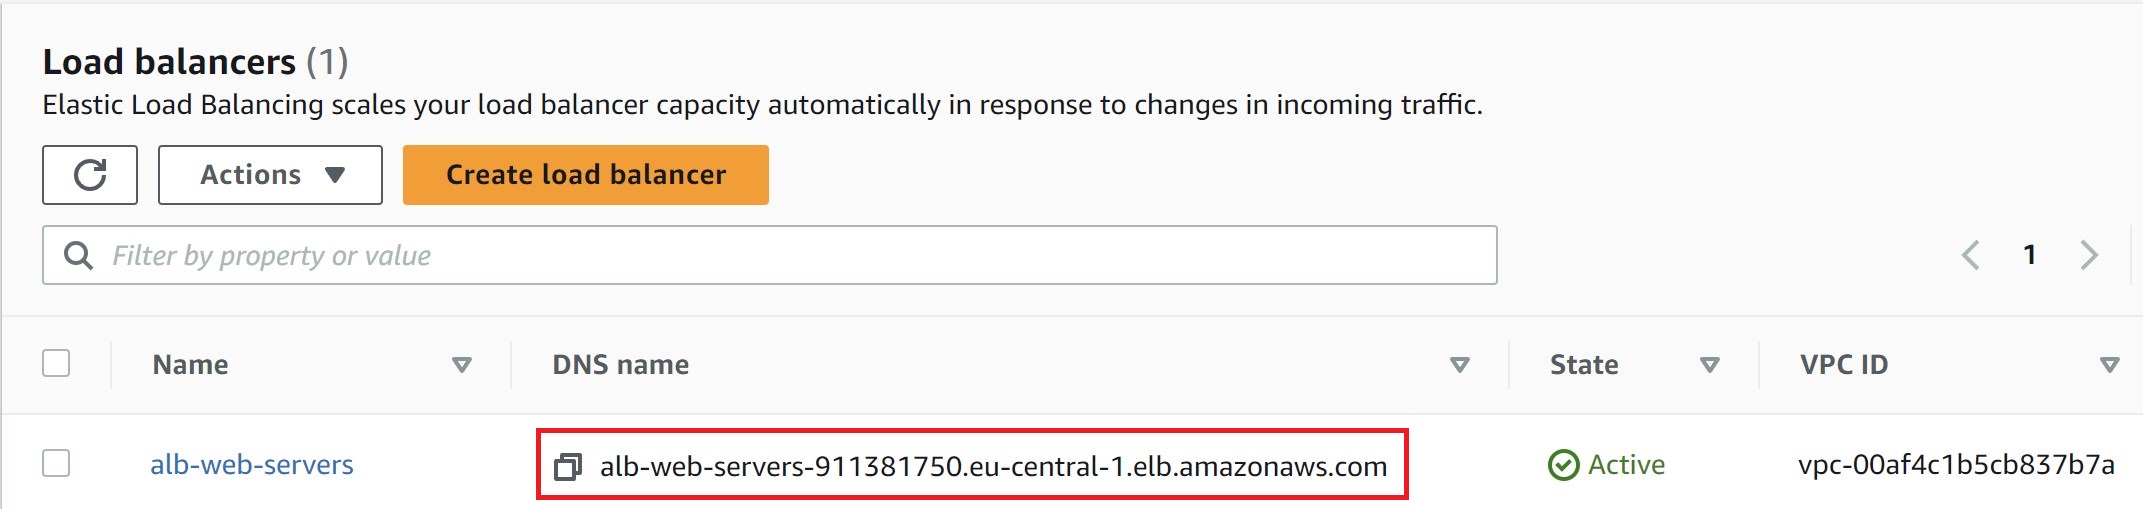 Load balancers (1)
Elastic Load Balancing scales your load balancer capacity automatically in response to changes in incoming traffic.
Actions Create load balancer
Filter by property or value 1
Name DNS name State VPC ID
alb-web-servers alb-web-servers-911381750.eu-central-1.elb.amazonaws.com Active vpc-00af4c1b5cb837b7a